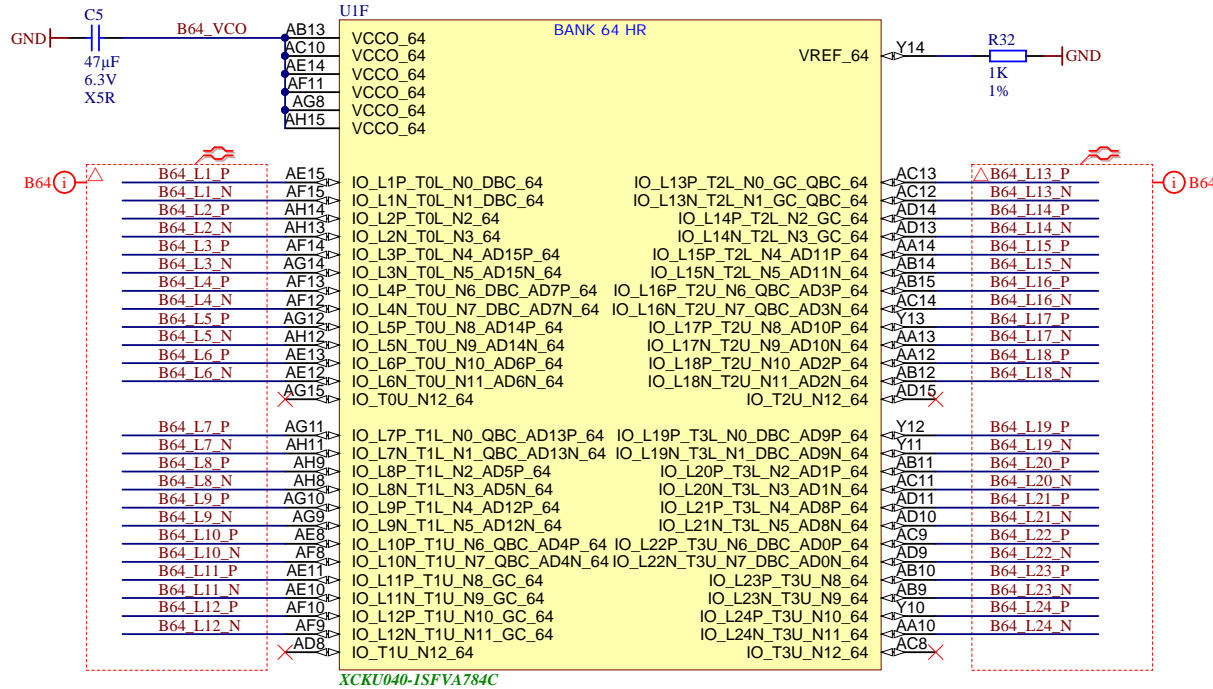 U1F
BANK 64 HR
C5
GND
47µF
6.3V
X5R
B64_VCO
AB13 VCCO_64
AC10 VCCO_64
AE14 VCCO_64
AF11 VCCO_64
AG8 VCCO_64
AH15 VCCO_64
VREF_64 Y14
R32
1K
1%
GND
B64 i
B64_L1_P AE15 IO_L1P_T0L_N0_DBC_64
B64_L1_N AF15 IO_L1N_T0L_N1_DBC_64
B64_L2_P AH14 IO_L2P_T0L_N2_64
B64_L2_N AH13 IO_L2N_T0L_N3_64
B64_L3_P AF14 IO_L3P_T0L_N4_AD15P_64
B64_L3_N AG14 IO_L3N_T0L_N5_AD15N_64
B64_L4_P AF13 IO_L4P_T0U_N6_DBC_AD7P_64
B64_L4_N AF12 IO_L4N_T0U_N7_DBC_AD7N_64
B64_L5_P AG12 IO_L5P_T0U_N8_AD14P_64
B64_L5_N AH12 IO_L5N_T0U_N9_AD14N_64
B64_L6_P AE13 IO_L6P_T0U_N10_AD6P_64
B64_L6_N AE12 IO_L6N_T0U_N11_AD6N_64
AG15 IO_T0U_N12_64
B64_L7_P AG11 IO_L7P_T1L_N0_QBC_AD13P_64
B64_L7_N AH11 IO_L7N_T1L_N1_QBC_AD13N_64
B64_L8_P AH9 IO_L8P_T1L_N2_AD5P_64
B64_L8_N AH8 IO_L8N_T1L_N3_AD5N_64
B64_L9_P AG10 IO_L9P_T1L_N4_AD12P_64
B64_L9_N AG9 IO_L9N_T1L_N5_AD12N_64
B64_L10_P AE8 IO_L10P_T1U_N6_QBC_AD4P_64
B64_L10_N AF8 IO_L10N_T1U_N7_QBC_AD4N_64
B64_L11_P AE11 IO_L11P_T1U_N8_GC_64
B64_L11_N AE10 IO_L11N_T1U_N9_GC_64
B64_L12_P AF10 IO_L12P_T1U_N10_GC_64
B64_L12_N AF9 IO_L12N_T1U_N11_GC_64
AD8 IO_T1U_N12_64
IO_L13P_T2L_N0_GC_QBC_64 AC13 B64_L13_P
IO_L13N_T2L_N1_GC_QBC_64 AC12 B64_L13_N
IO_L14P_T2L_N2_GC_64 AD14 B64_L14_P
IO_L14N_T2L_N3_GC_64 AD13 B64_L14_N
IO_L15P_T2L_N4_AD11P_64 AA14 B64_L15_P
IO_L15N_T2L_N5_AD11N_64 AB14 B64_L15_N
IO_L16P_T2U_N6_QBC_AD3P_64 AB15 B64_L16_P
IO_L16N_T2U_N7_QBC_AD3N_64 AC14 B64_L16_N
IO_L17P_T2U_N8_AD10P_64 Y13 B64_L17_P
IO_L17N_T2U_N9_AD10N_64 AA13 B64_L17_N
IO_L18P_T2U_N10_AD2P_64 AA12 B64_L18_P
IO_L18N_T2U_N11_AD2N_64 AB12 B64_L18_N
IO_T2U_N12_64 AD15
IO_L19P_T3L_N0_DBC_AD9P_64 Y12 B64_L19_P
IO_L19N_T3L_N1_DBC_AD9N_64 Y11 B64_L19_N
IO_L20P_T3L_N2_AD1P_64 AB11 B64_L20_P
IO_L20N_T3L_N3_AD1N_64 AC11 B64_L20_N
IO_L21P_T3L_N4_AD8P_64 AD11 B64_L21_P
IO_L21N_T3L_N5_AD8N_64 AD10 B64_L21_N
IO_L22P_T3U_N6_DBC_AD0P_64 AC9 B64_L22_P
IO_L22N_T3U_N7_DBC_AD0N_64 AD9 B64_L22_N
IO_L23P_T3U_N8_64 AB10 B64_L23_P
IO_L23N_T3U_N9_64 AB9 B64_L23_N
IO_L24P_T3U_N10_64 Y10 B64_L24_P
IO_L24N_T3U_N11_64 AA10 B64_L24_N
IO_T3U_N12_64 AC8
i B64
XCKU040-1SFVA784C